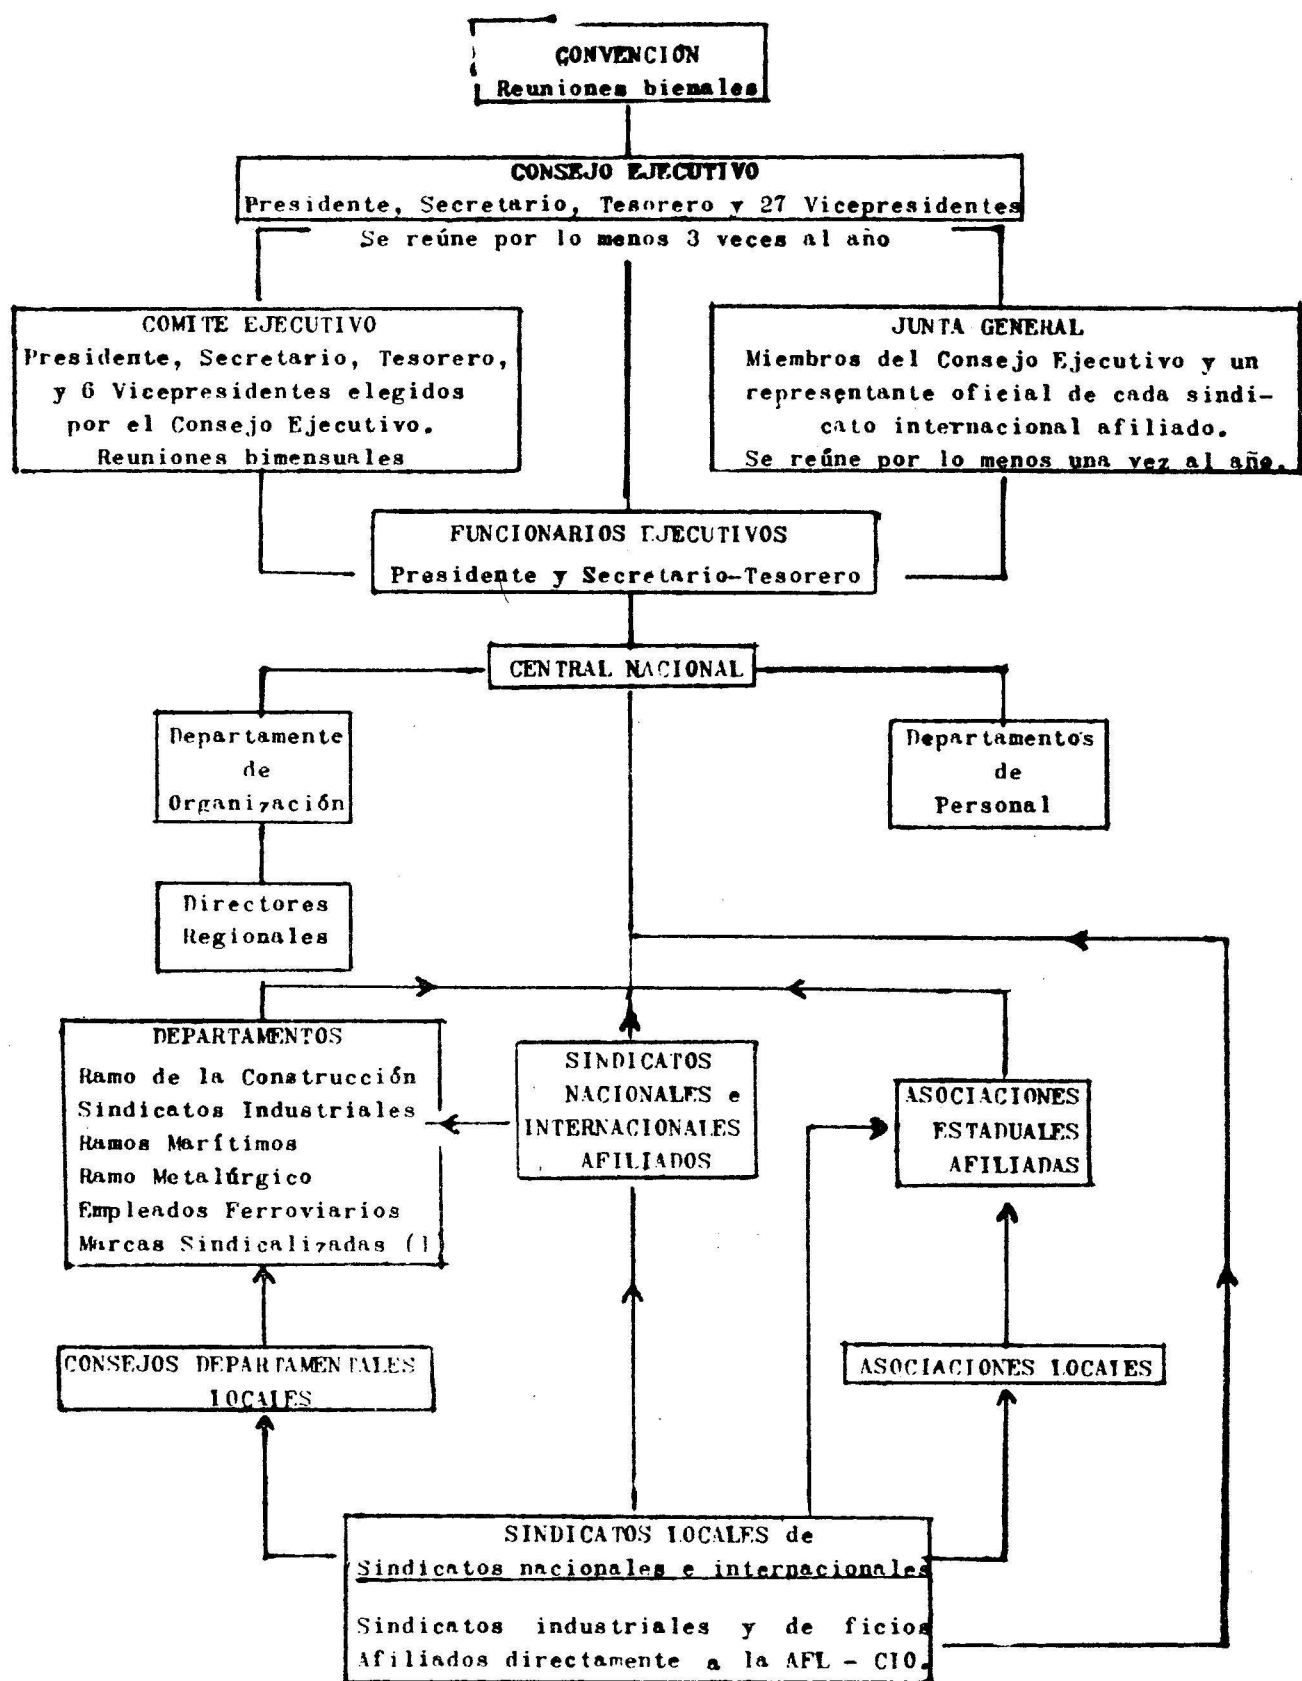 CONVENCIÓN
Reuniones bienales
CONSEJO EJECUTIVO
Presidente, Secretario, Tesorero y 27 Vicepresidentes
Se reúne por lo menos 3 veces al año
COMITE EJECUTIVO
Presidente, Secretario, Tesorero,
y 6 Vicepresidentes elegidos
por el Consejo Ejecutivo.
Reuniones bimensuales
JUNTA GENERAL
Miembros del Consejo Ejecutivo y un
representante oficial de cada sindi-
cato internacional afiliado.
Se reúne por lo menos una vez al año.
FUNCIONARIOS EJECUTIVOS
Presidente y Secretario-Tesorero
CENTRAL NACIONAL
Departamente
de
Organización
Departamentos
de
Personal
Directores
Regionales
DEPARTAMENTOS
Ramo de la Construcción
Sindicatos Industriales
Ramos Marítimos
Ramo Metalúrgico
Empleados Ferroviarios
Marcas Sindicalizadas (1)
SINDICATOS
NACIONALES e
INTERNACIONALES
AFILIADOS
ASOCIACIONES
ESTADUALES
AFILIADAS
CONSEJOS DEPARTAMENTALES
LOCALES
ASOCIACIONES LOCALES
SINDICATOS LOCALES de
Sindicatos nacionales e internacionales
Sindicatos industriales y de ficios
Afiliados directamente a la AFL - CIO.